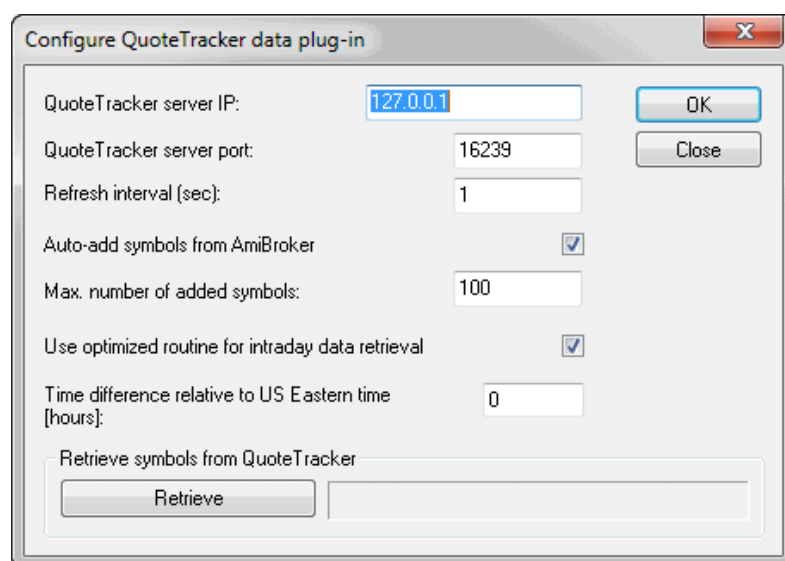 Configure QuoteTracker data plug-in
QuoteTracker server IP: 127.0.0.1 OK
QuoteTracker server port: 16239 Close
Refresh interval (sec): 1
Auto-add symbols from AmiBroker
Max. number of added symbols: 100
Use optimized routine for intraday data retrieval
Time difference relative to US Eastern time 0
[hours]:
Retrieve symbols from QuoteTracker
Retrieve